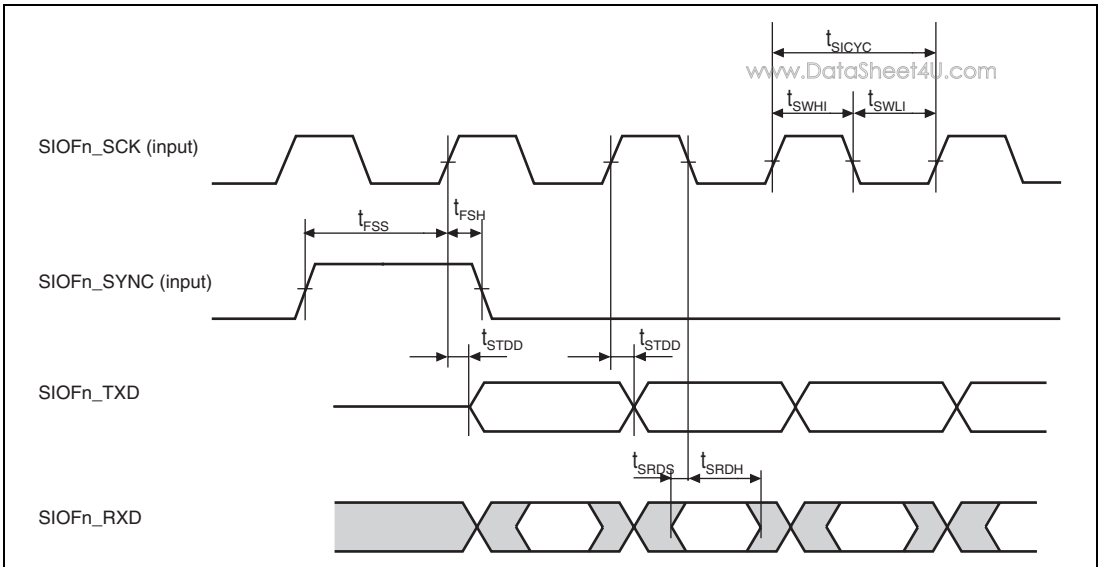 tSICYC
www.DataSheet4U.com
tSWHI tSWLI
SIOFn_SCK (input)
tFSS tFSH
SIOFn_SYNC (input)
tSTDD tSTDD
SIOFn_TXD
tSRDS tSRDH
SIOFn_RXD